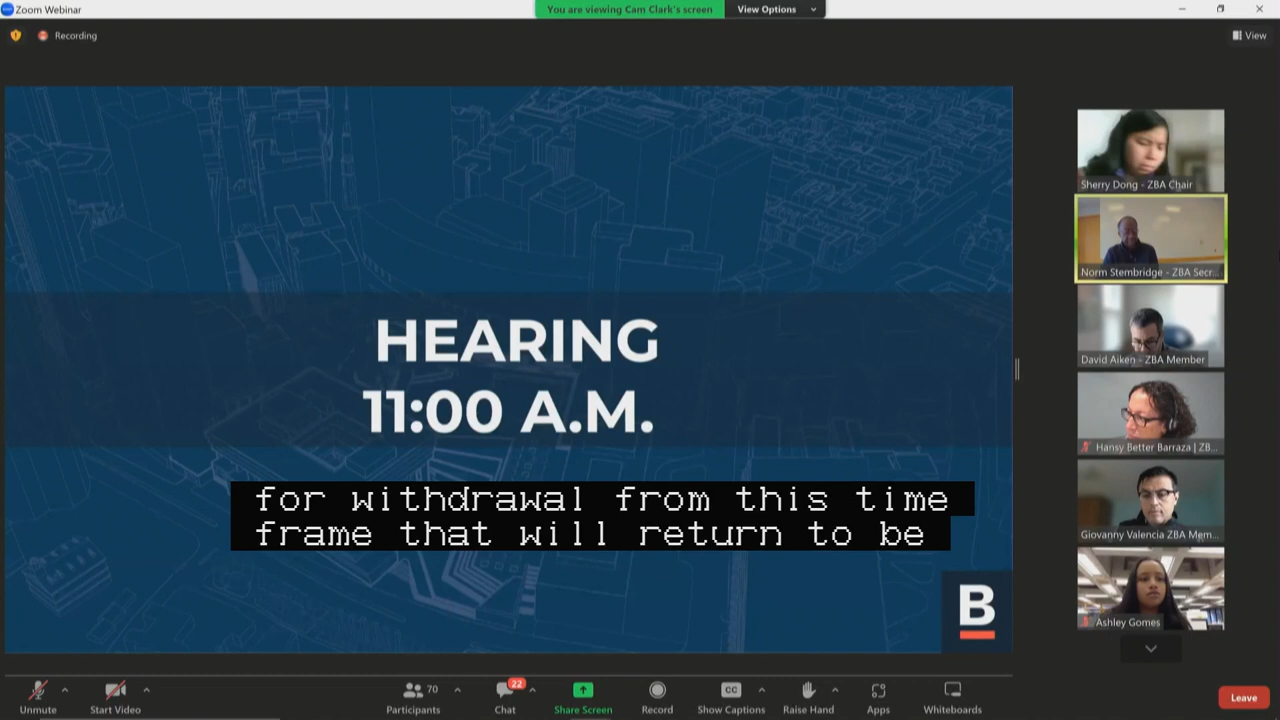 Zoom Webinar
You are viewing Cam Clark's screen
View Options
Recording
View
HEARING
11:00 A.M.
for withdrawal from this time
frame that will return to be
B
Sherry Dong - ZBA Chair
Norm Stembridge - ZBA Secr...
David Aiken - ZBA Member
Hansy Better Barraza | ZB...
Giovanny Valencia ZBA Mem...
Ashley Gomes
Unmute
Start Video
70
Participants
22
Chat
Share Screen
Record
CC
Show Captions
Raise Hand
Apps
Whiteboards
Leave